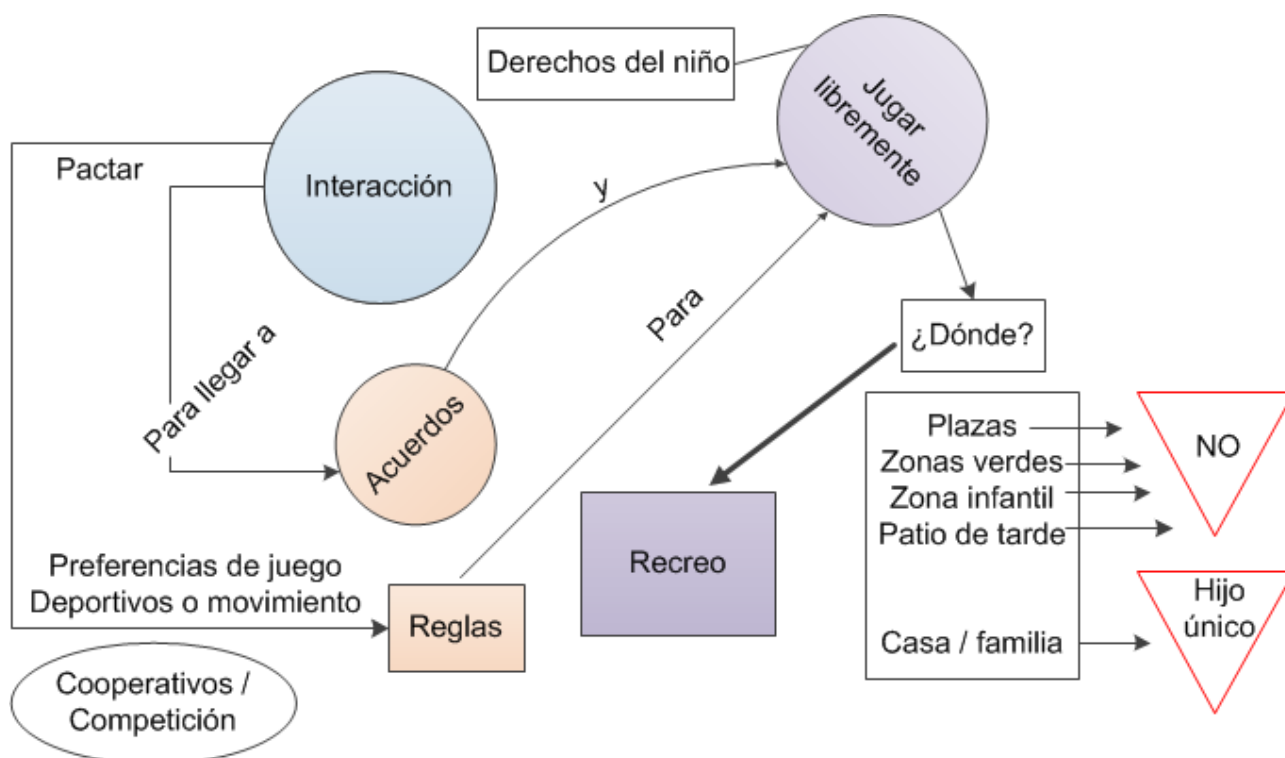 Derechos del niño
Jugar
libremente
Pactar
Interacción
y
Para llegar a
Para
Acuerdos
¿Dónde?
Plazas
Zonas verdes
Zona infantil
Patio de tarde
NO
Recreo
Preferencias de juego
Deportivos o movimiento
Reglas
Casa / familia
Hijo
único
Cooperativos /
Competición